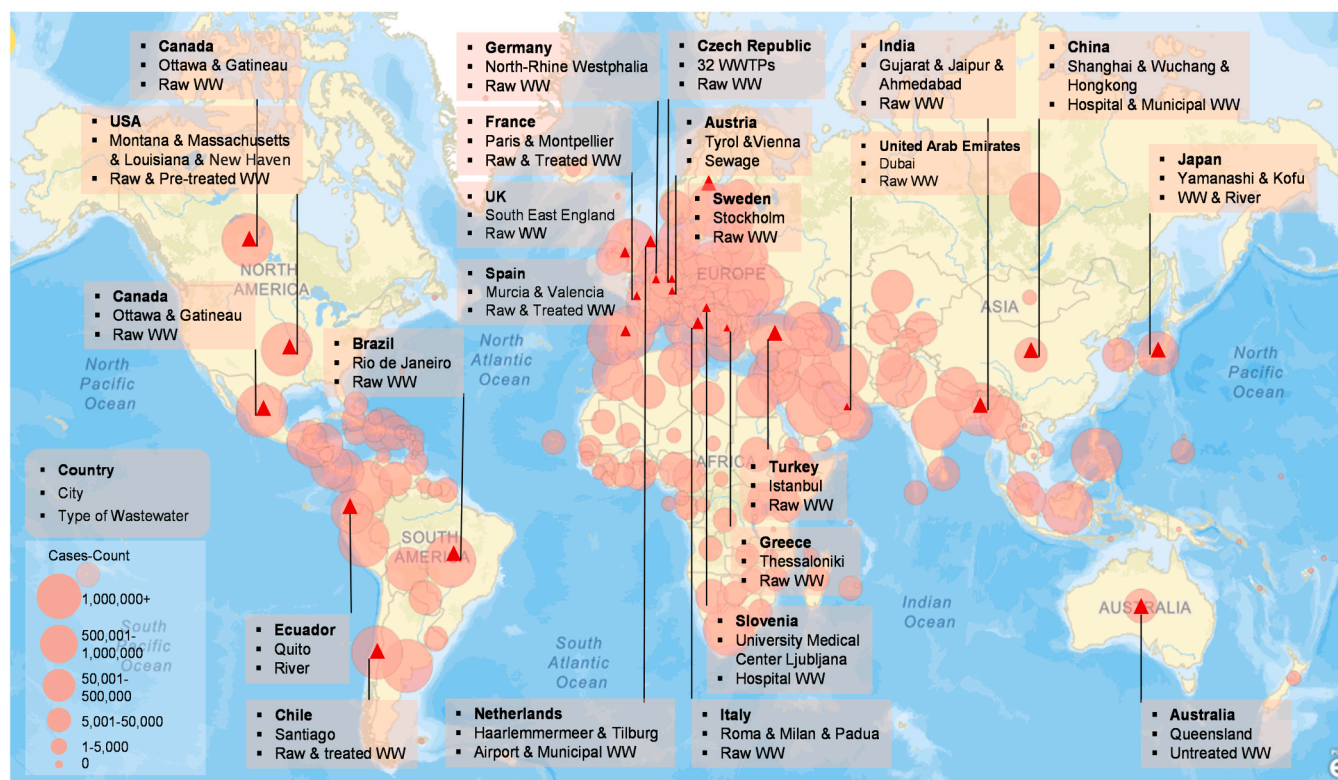 ▪ Canada
▪ Ottawa & Gatineau
▪ Raw WW
▪ Germany
▪ North-Rhine Westphalia
▪ Raw WW
▪ Czech Republic
▪ 32 WWTPs
▪ Raw WW
▪ India
▪ Gujarat & Jaipur &
Ahmedabad
▪ Raw WW
▪ China
▪ Shanghai & Wuchang &
Hongkong
▪ Hospital & Municipal WW
▪ USA
▪ Montana & Massachusetts
& Louisiana & New Haven
▪ Raw & Pre-treated WW
▪ France
▪ Paris & Montpellier
▪ Raw & Treated WW
▪ Austria
▪ Tyrol &Vienna
▪ Sewage
▪ United Arab Emirates
▪ Dubai
▪ Raw WW
▪ Japan
▪ Yamanashi & Kofu
▪ WW & River
▪ UK
▪ South East England
▪ Raw WW
▪ Sweden
▪ Stockholm
▪ Raw WW
▪ Spain
▪ Murcia & Valencia
▪ Raw & Treated WW
NORTH
AMERICA
EUROPE
ASIA
▪ Canada
▪ Ottawa & Gatineau
▪ Raw WW
▪ Brazil
▪ Rio de Janeiro
▪ Raw WW
North
Pacific
Ocean
North
Atlantic
Ocean
North
Pacific
Ocean
▪ Country
▪ City
▪ Type of Wastewater
AFRICA
▪ Turkey
▪ Istanbul
▪ Raw WW
SOUTH
AMERICA
▪ Greece
▪ Thessaloniki
▪ Raw WW
Cases-Count
1,000,000+
500,001-
1,000,000
50,001-
500,000
5,001-50,000
1-5,000
0
South
Pacific
Ocean
Indian
Ocean
AUSTRALIA
▪ Ecuador
▪ Quito
▪ River
South
Atlantic
Ocean
▪ Slovenia
▪ University Medical
Center Ljubljana
▪ Hospital WW
▪ Chile
▪ Santiago
▪ Raw & treated WW
▪ Netherlands
▪ Haarlemmermeer & Tilburg
▪ Airport & Municipal WW
▪ Italy
▪ Roma & Milan & Padua
▪ Raw WW
▪ Australia
▪ Queensland
▪ Untreated WW